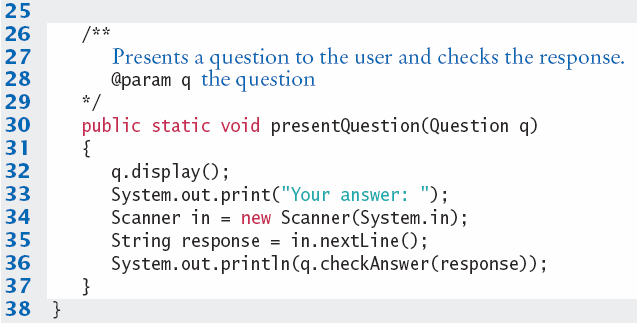 25
26 /**
27 Presents a question to the user and checks the response.
28 @param q the question
29 */
30 public static void presentQuestion(Question q)
31 {
32 q.display();
33 System.out.print("Your answer: ");
34 Scanner in = new Scanner(System.in);
35 String response = in.nextLine();
36 System.out.println(q.checkAnswer(response));
37 }
38 }